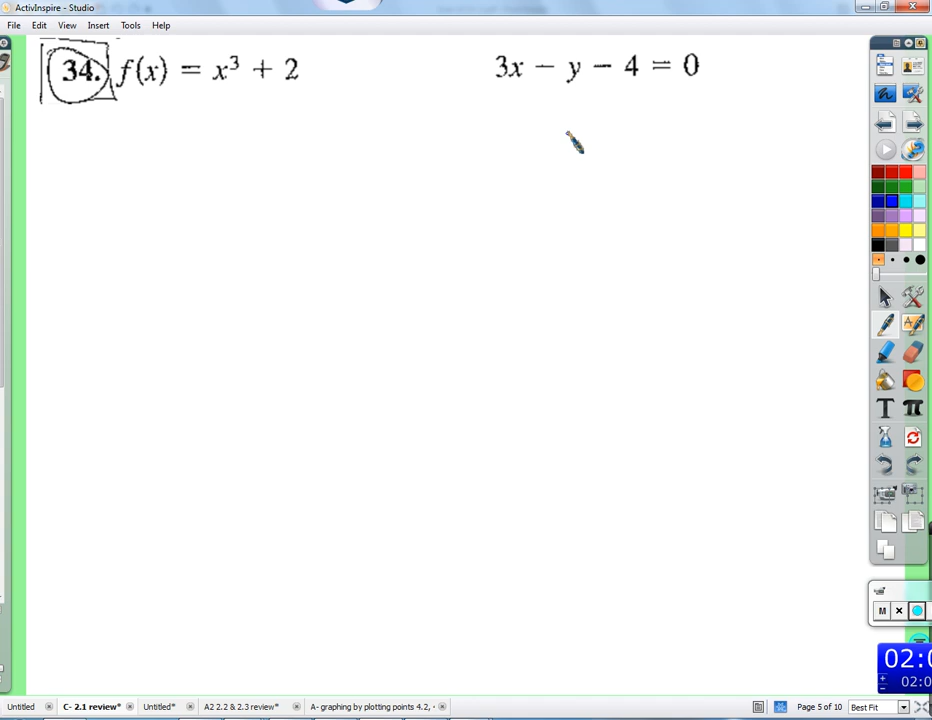 ActivInspire - Studio
File Edit View Insert Tools Help
34. f(x) = x³ + 2 3x − y − 4 = 0
M
02:
02:
Page 5 of 10 Best Fit
Untitled C- 2.1 review* Untitled* A2 2.2 & 2.3 review* A- graphing by plotting points 4.2,